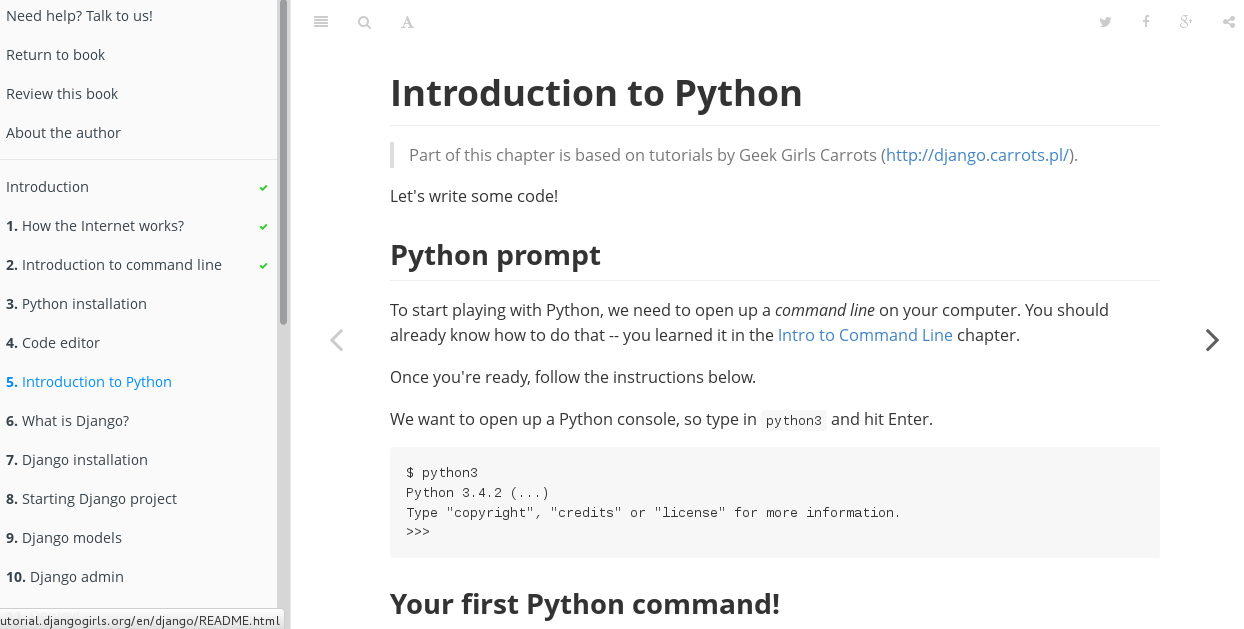 Need help? Talk to us!
Return to book
Review this book
About the author
Introduction
1. How the Internet works?
2. Introduction to command line
3. Python installation
4. Code editor
5. Introduction to Python
6. What is Django?
7. Django installation
8. Starting Django project
9. Django models
10. Django admin
utorial.djangogirls.org/en/django/README.html
A
Introduction to Python
Part of this chapter is based on tutorials by Geek Girls Carrots (http://django.carrots.pl/).
Let's write some code!
Python prompt
To start playing with Python, we need to open up a command line on your computer. You should
already know how to do that -- you learned it in the Intro to Command Line chapter.
Once you're ready, follow the instructions below.
We want to open up a Python console, so type in python3 and hit Enter.
$ python3
Python 3.4.2 (...)
Type "copyright", "credits" or "license" for more information.
>>>
Your first Python command!